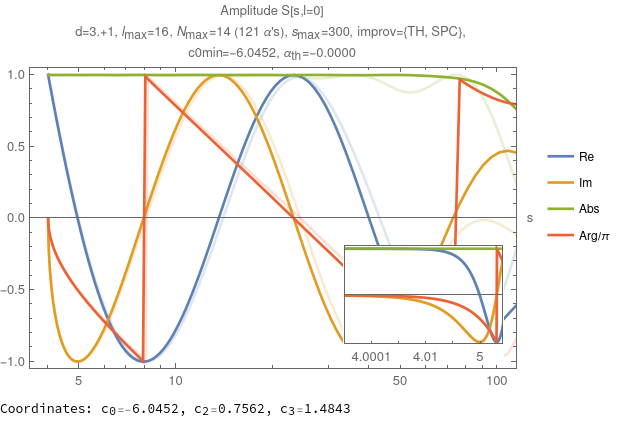 Amplitude S[s,l=0]
d=3.+1, lmax=16, Nmax=14 (121 α's), smax=300, improv={TH, SPC},
c0min=−6.0452, αth=−0.0000
1.0
0.5
0.0
−0.5
−1.0
5
10
50
100
s
Re
Im
Abs
Arg/π
4.0001
4.01
5
Coordinates: c0=-6.0452, c2=0.7562, c3=1.4843